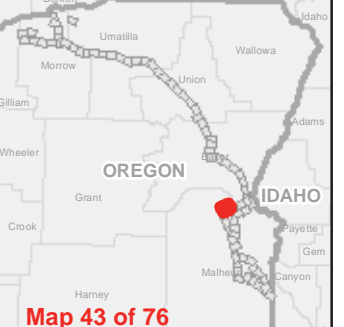 Benton
Idaho
Umatilla
Wallowa
Morrow
Union
Gilliam
Adams
Wheeler
Baker
OREGON
IDAHO
Grant
Crook
Payette
Gem
Malheur
Canyon
Harney
Map 43 of 76